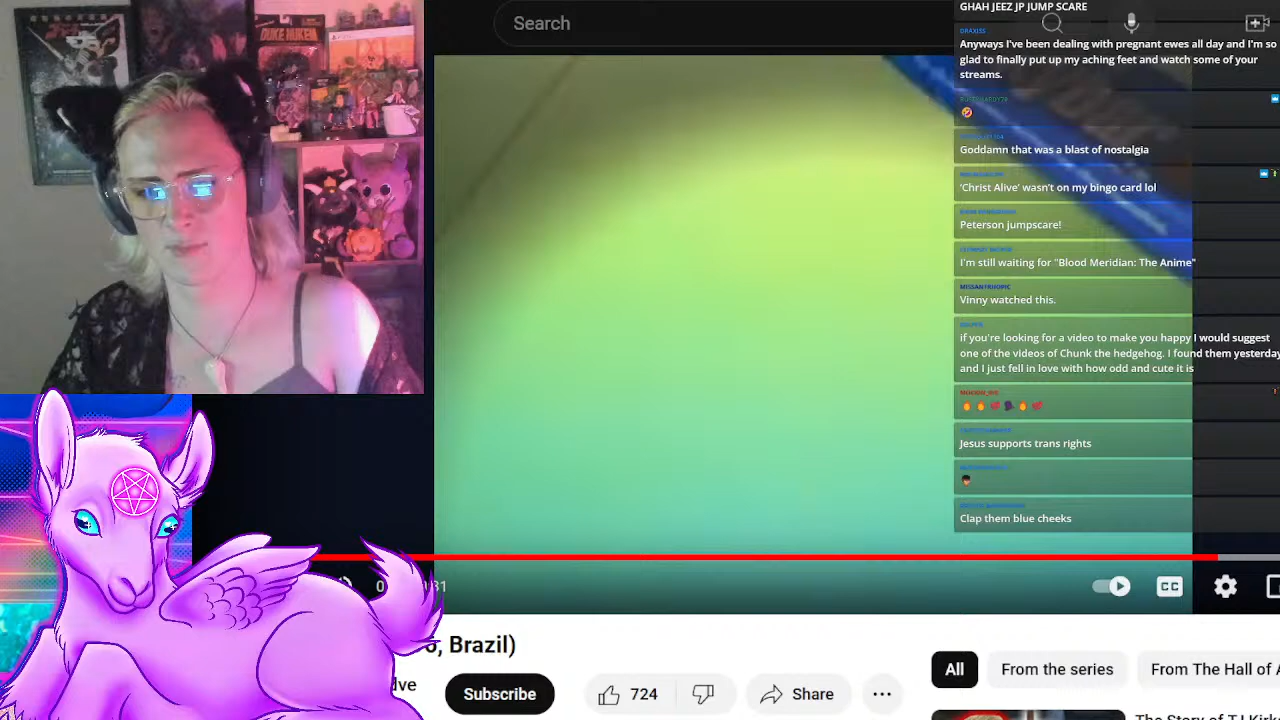 DUKE NUKEM
Search
GHAH JEEZ JP JUMP SCARE
DRAXISS
Anyways I've been dealing with pregnant ewes all day and I'm so
glad to finally put up my aching feet and watch some of your
streams.
Goddamn that was a blast of nostalgia
'Christ Alive' wasn't on my bingo card lol
Peterson jumpscare!
I'm still waiting for "Blood Meridian: The Anime"
MISSANTRHOPIC
Vinny watched this.
if you're looking for a video to make you happy I would suggest
one of the videos of Chunk the hedgehog. I found them yesterday
and I just fell in love with how odd and cute it is
Jesus supports trans rights
Clap them blue cheeks
CC
o, Brazil)
Subscribe
724
Share
All
From the series
From The Hall of A